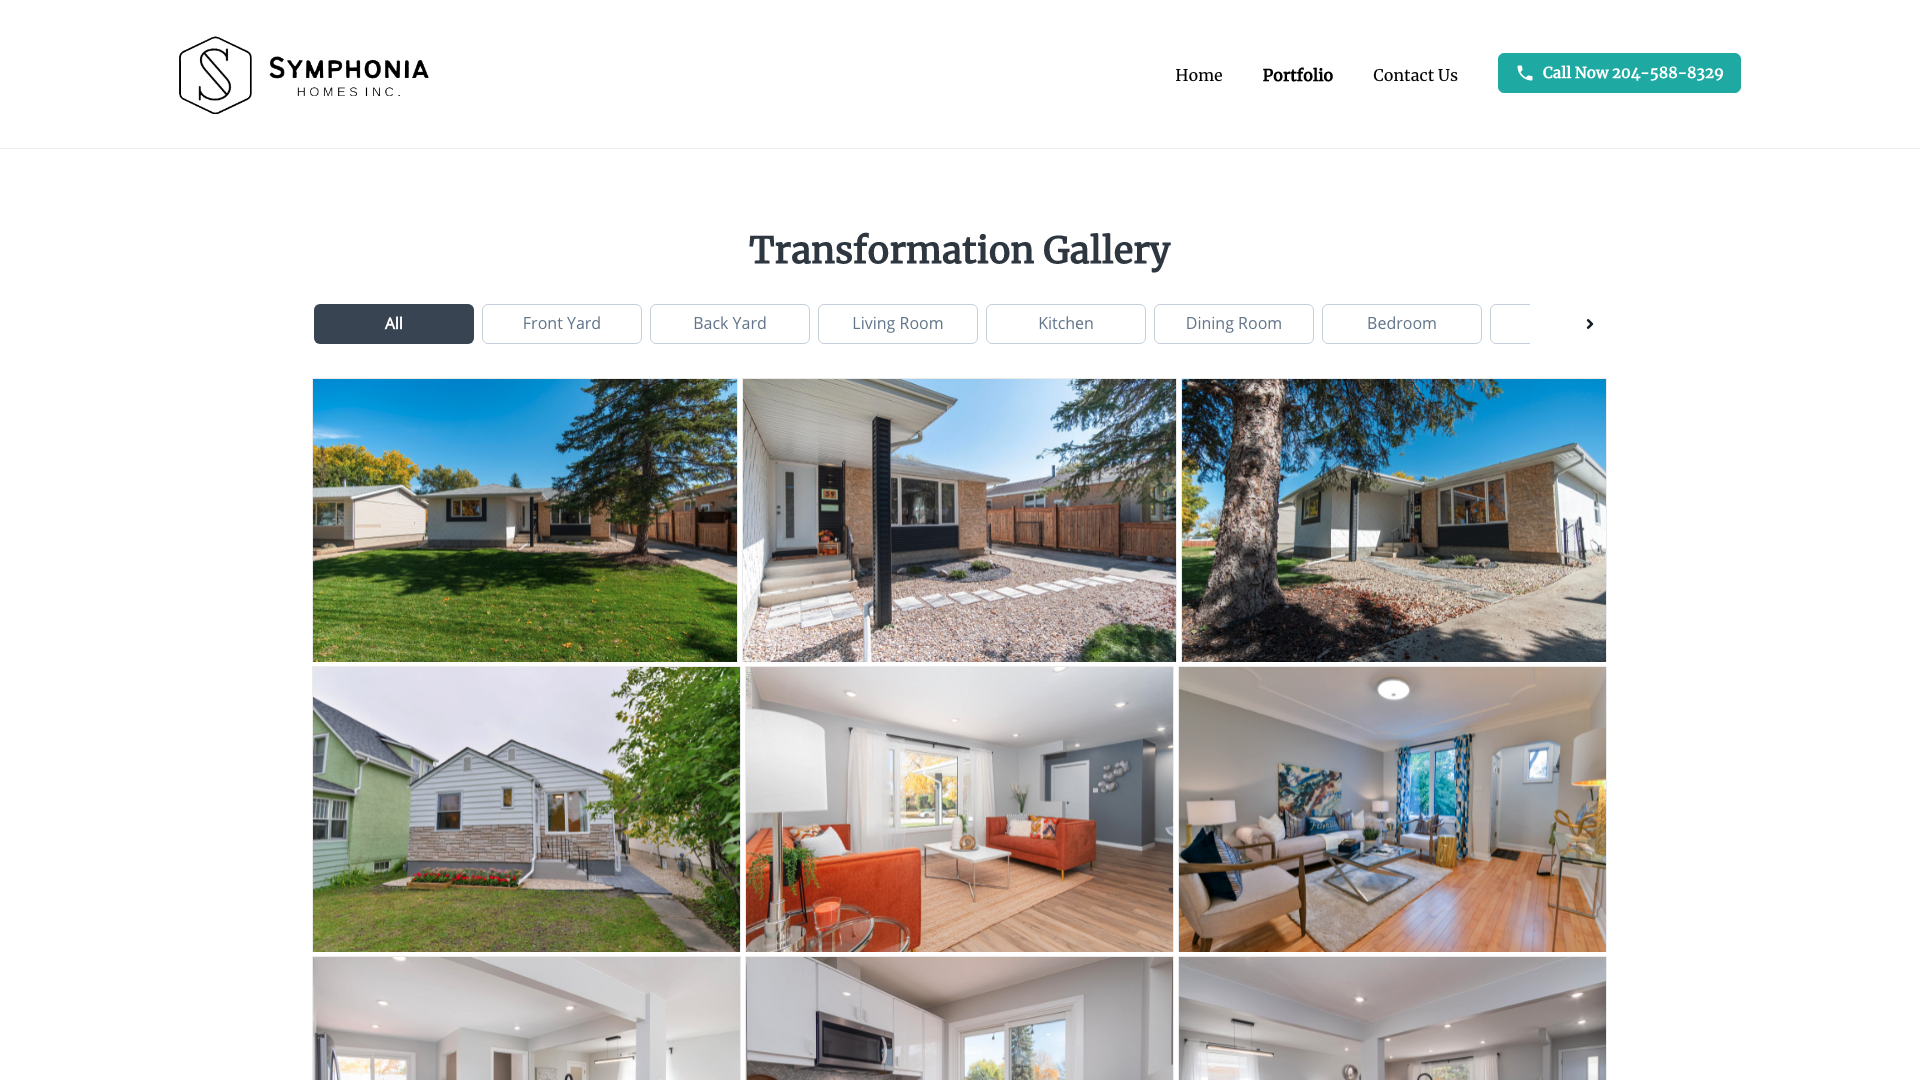 SYMPHONIA
HOMES INC.
Home
Portfolio
Contact Us
Call Now 204-588-8329
Transformation Gallery
All
Front Yard
Back Yard
Living Room
Kitchen
Dining Room
Bedroom